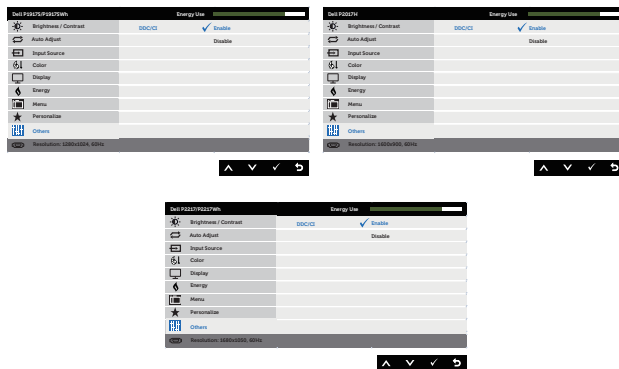 Dell P1917S/P1917SWh Energy Use
Brightness / Contrast DDC/CI Enable
Auto Adjust Disable
Input Source
Color
Display
Energy
Menu
Personalize
Others
Resolution: 1280x1024, 60Hz
Dell P2017H Energy Use
Brightness / Contrast DDC/CI Enable
Auto Adjust Disable
Input Source
Color
Display
Energy
Menu
Personalize
Others
Resolution: 1600x900, 60Hz
Dell P2217/P2217Wh Energy Use
Brightness / Contrast DDC/CI Enable
Auto Adjust Disable
Input Source
Color
Display
Energy
Menu
Personalize
Others
Resolution: 1680x1050, 60Hz